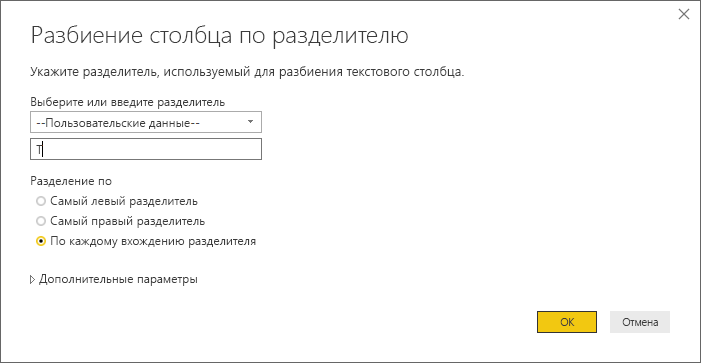 Разбиение столбца по разделителю
Укажите разделитель, используемый для разбиения текстового столбца.
Выберите или введите разделитель
--Пользовательские данные--
T
Разделение по
Самый левый разделитель
Самый правый разделитель
По каждому вхождению разделителя
Дополнительные параметры
ОК
Отмена